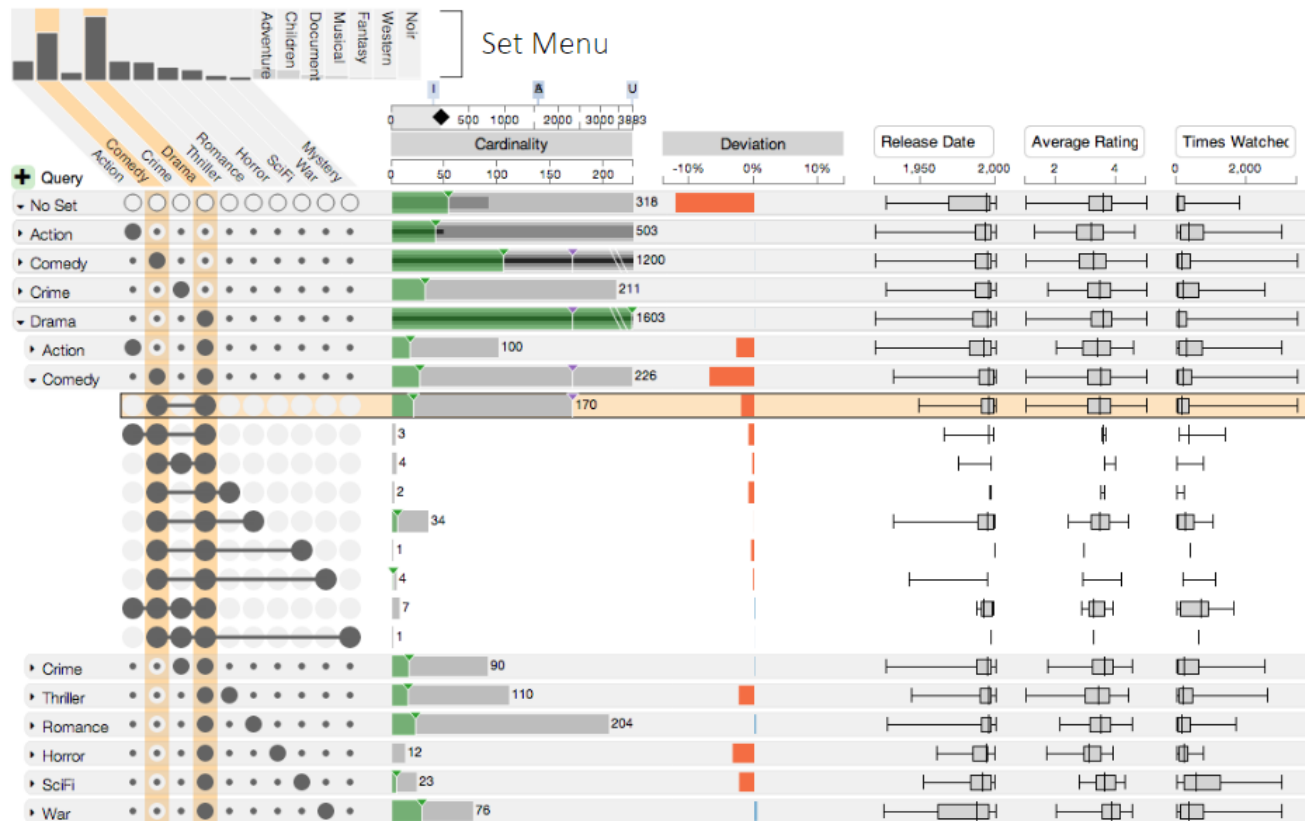 Adventure
Children
Document
Musical
Fantasy
Western
Noir
Set Menu
I A U
0 500 1000 2000 3000 3883
Action
Comedy
Crime
Drama
Thriller
Romance
Horror
SciFi
War
Mystery
Cardinality Deviation Release Date Average Rating Times Watched
0 50 100 150 200 -10% 0% 10% 1,950 2,000 2 4 0 2,000
Query
No Set 318
Action 503
Comedy 1200
Crime 211
Drama 1603
Action 100
Comedy 226
170
3
4
2
34
1
4
7
1
Crime 90
Thriller 110
Romance 204
Horror 12
SciFi 23
War 76